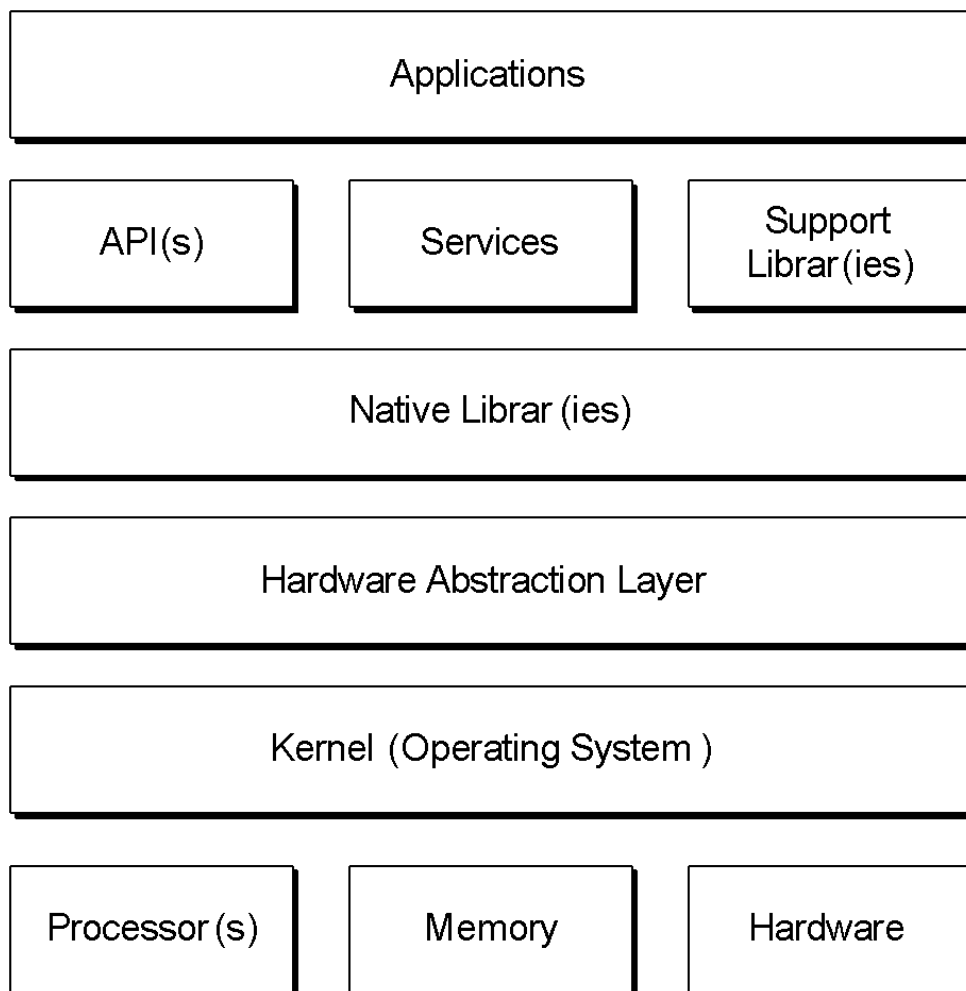 Applications
API(s)
Services
Support
Librar(ies)
Native Librar(ies)
Hardware Abstraction Layer
Kernel (Operating System )
Processor(s)
Memory
Hardware